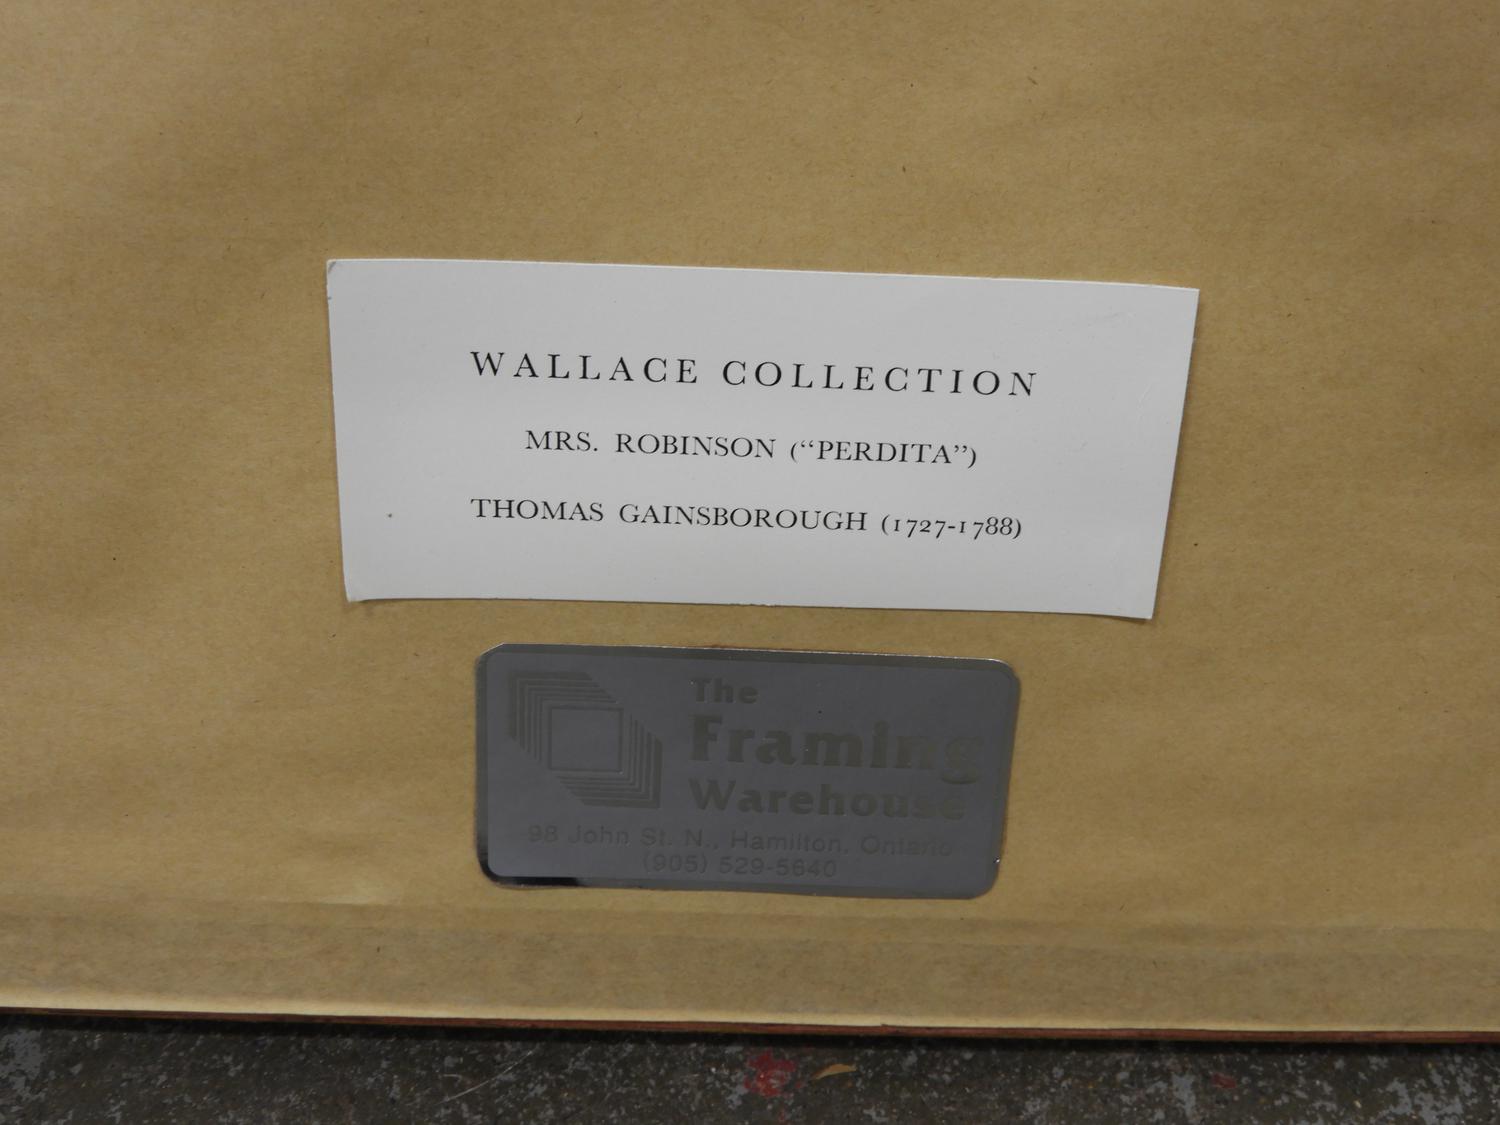 WALLACE COLLECTION
MRS. ROBINSON (“PERDITA”)
THOMAS GAINSBOROUGH (1727-1788)
The
Framing
Warehouse
98 John St. N., Hamilton, Ontario
(905) 529-5640